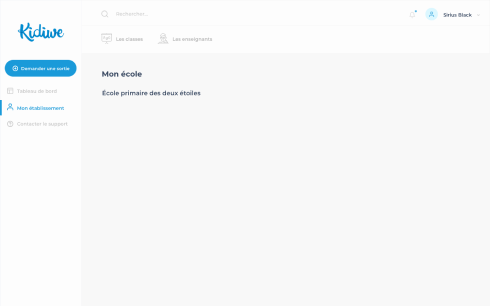 Kidiwe
Rechercher...
Sirius Black
Les classes
Les enseignants
Demander une sortie
Tableau de bord
Mon établissement
Contacter le support
Mon école
École primaire des deux étoiles